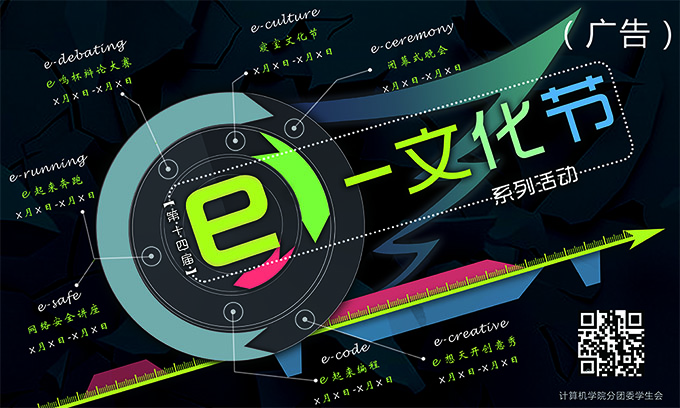 （广告）
e-culture
寝室文化节
x月x日-x月x日
e-ceremony
闭幕式晚会
x月x日-x月x日
e-debating
e 鸣杯辩论大赛
x月x日-x月x日
e-running
e 起来奔跑
x月x日-x月x日
【第十四届】
e-文化节
系列活动
e-safe
网络安全讲座
x月x日-x月x日
e-code
e 起来编程
x月x日-x月x日
e-creative
e 想天开创意秀
x月x日-x月x日
计算机学院分团委学生会